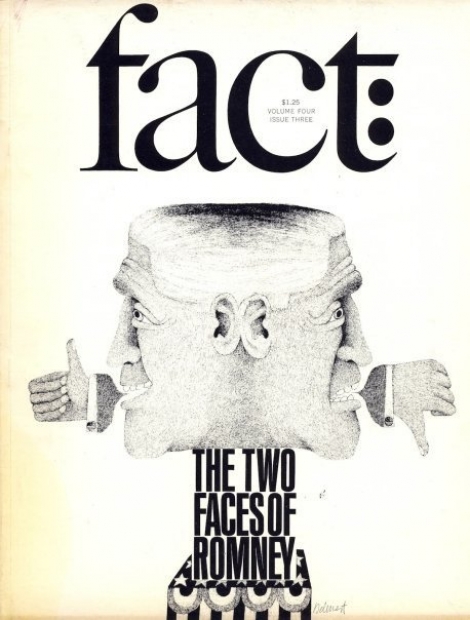 fact:
$1.25
VOLUME FOUR
ISSUE THREE
THE TWO
FACES OF
ROMNEY